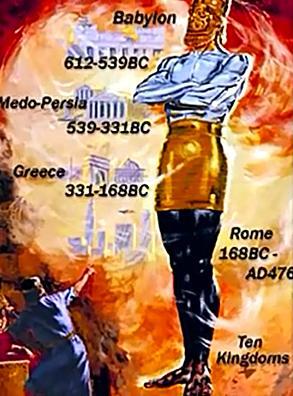 Babylon
612-539BC
Medo-Persia
539-331BC
Greece
331-168BC
Rome
168BC -
AD476
Ten
Kingdoms